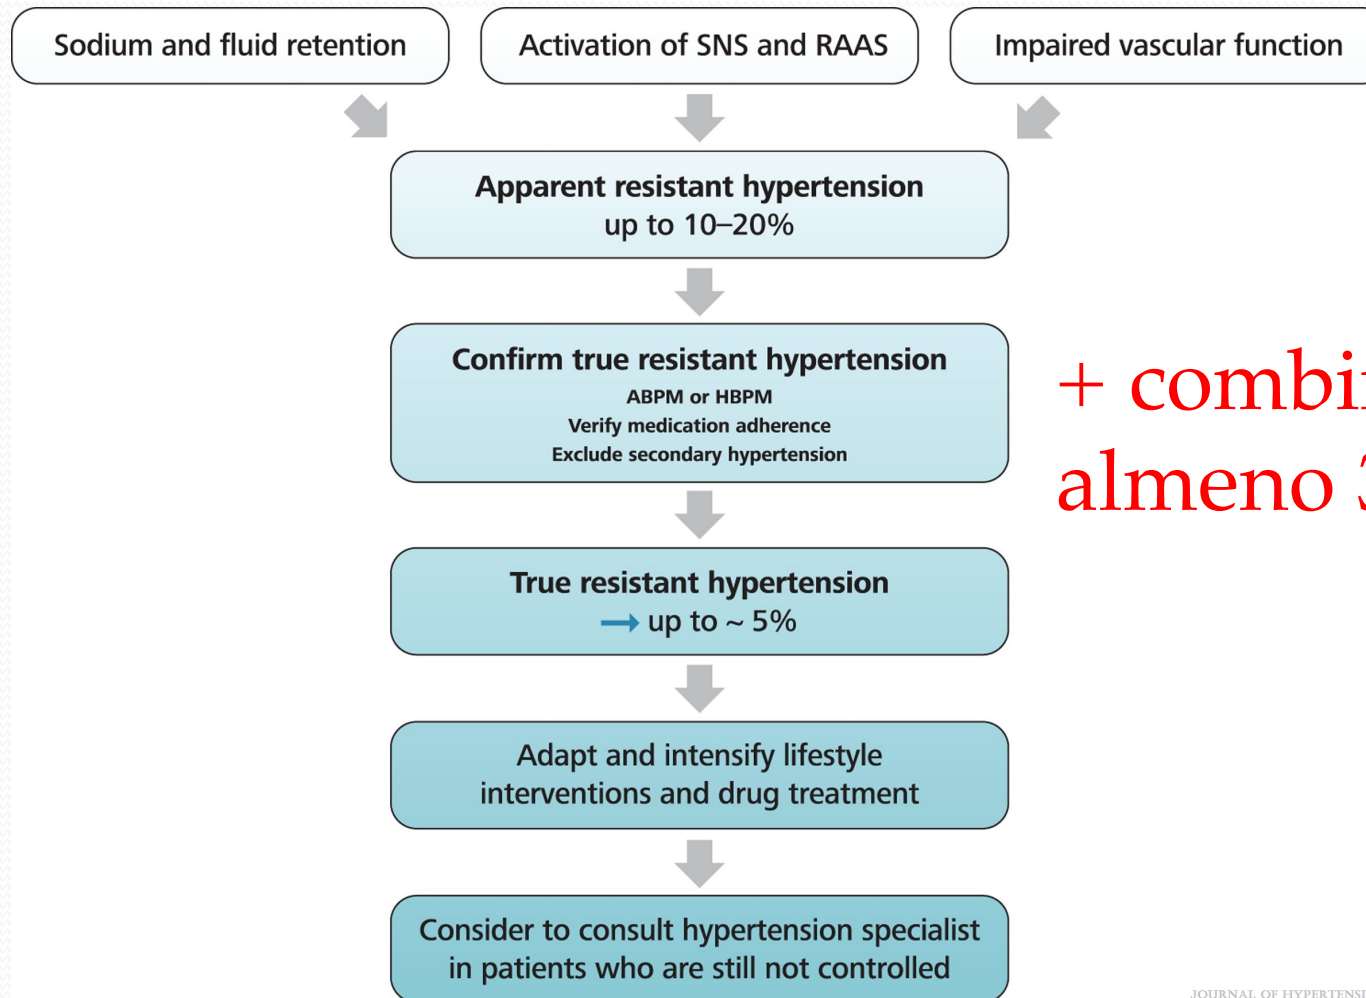 Sodium and fluid retention
Activation of SNS and RAAS
Impaired vascular function
Apparent resistant hypertension
up to 10–20%
Confirm true resistant hypertension
ABPM or HBPM
Verify medication adherence
Exclude secondary hypertension
+
almeno
True resistant hypertension
→ up to ~ 5%
Adapt and intensify lifestyle
interventions and drug treatment
Consider to consult hypertension specialist
in patients who are still not controlled
JOURNAL OF